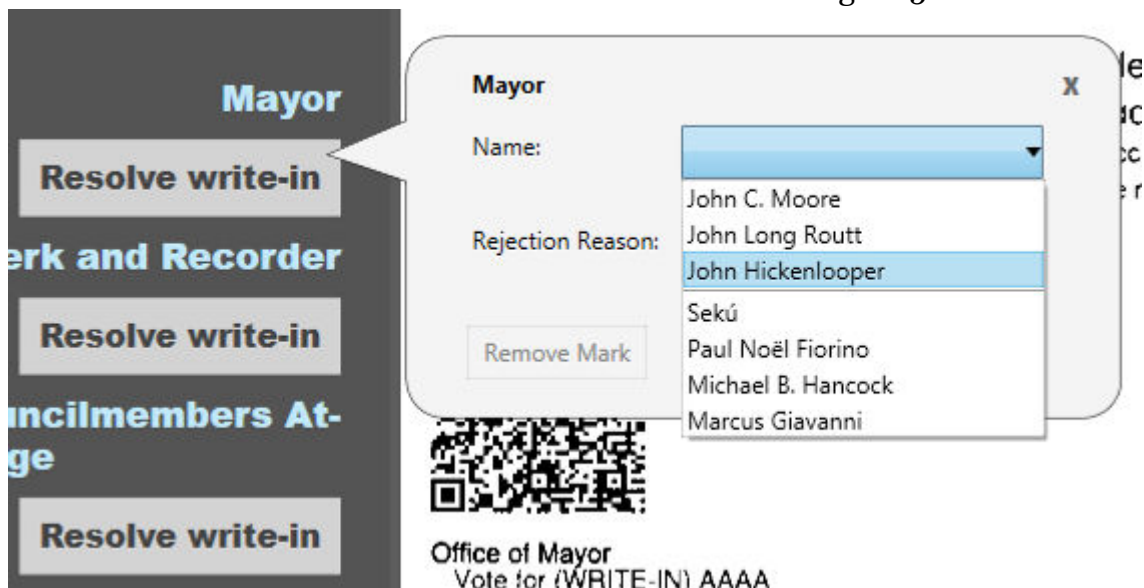 Mayor
Resolve write-in
erk and Recorder
Resolve write-in
uncilmembers At-
ge
Resolve write-in
Mayor
x
Name:
Rejection Reason:
Remove Mark
John C. Moore
John Long Routt
John Hickenlooper
Sekú
Paul Noël Fiorino
Michael B. Hancock
Marcus Giavanni
Office of Mayor
Vote for (WRITE-IN) AAAA